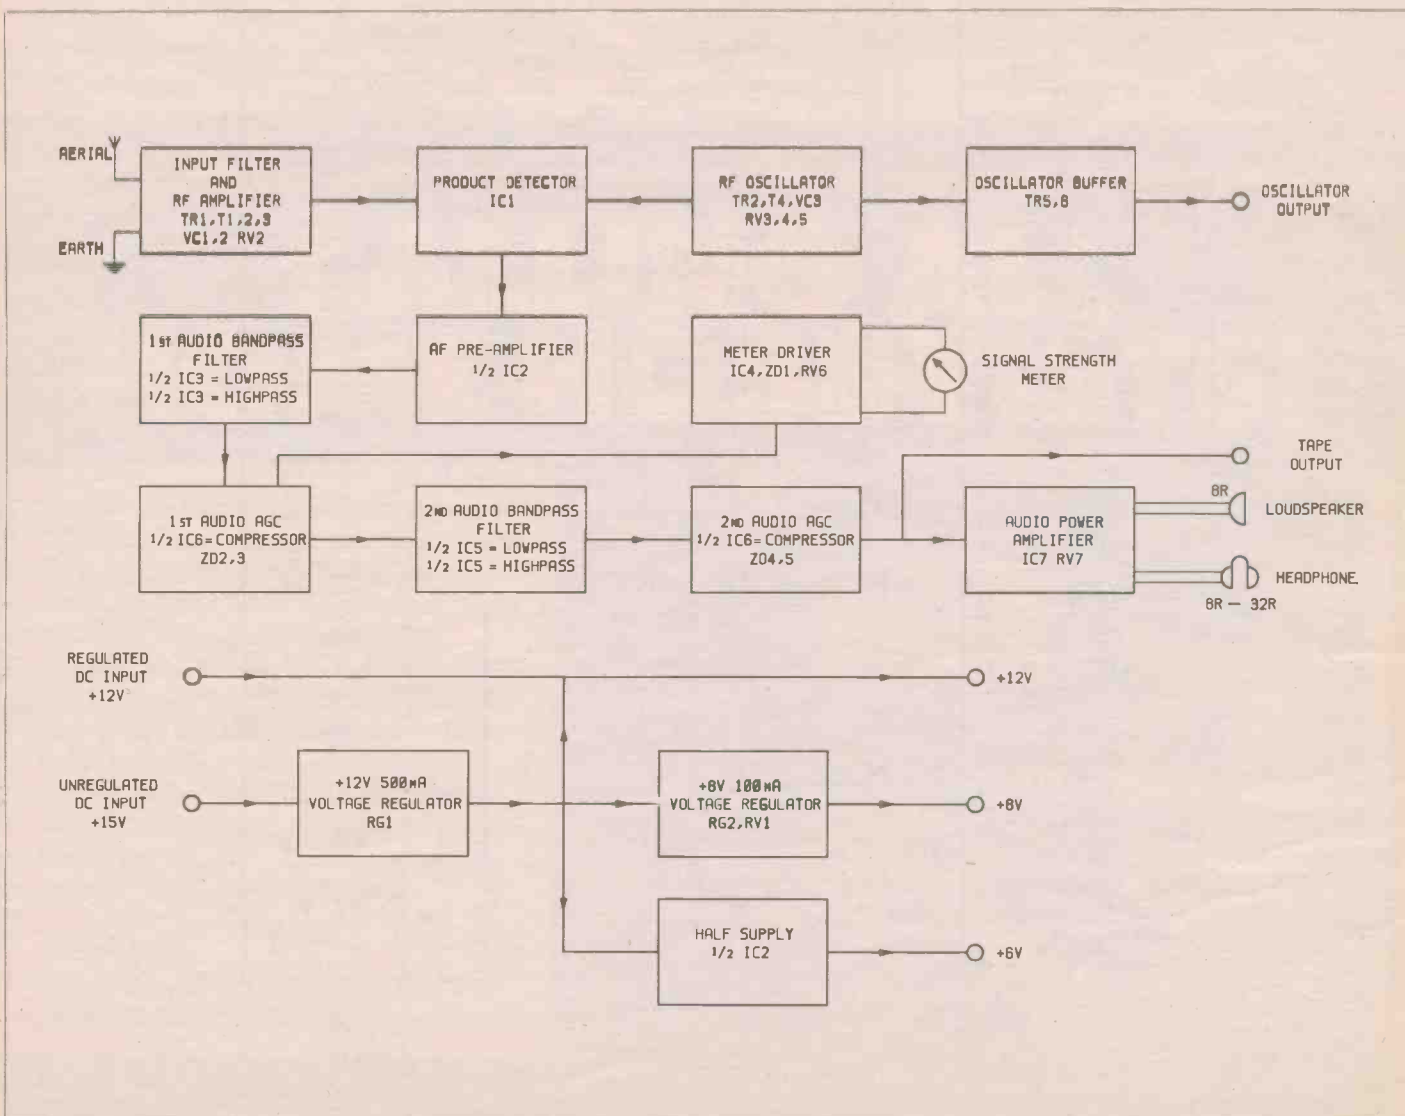 AERIAL
EARTH
INPUT FILTER
AND
RF AMPLIFIER
TR1,T1,2,3
VC1,2 RV2
PRODUCT DETECTOR
IC1
RF OSCILLATOR
TR2,T4,VC3
RV3,4,5
OSCILLATOR BUFFER
TR5,6
OSCILLATOR
OUTPUT
1ST AUDIO BANDPASS
FILTER
1/2 IC3 = LOWPASS
1/2 IC3 = HIGHPASS
AF PRE-AMPLIFIER
1/2 IC2
METER DRIVER
IC4,ZD1,RV6
SIGNAL STRENGTH
METER
1ST AUDIO AGC
1/2 IC6=COMPRESSOR
ZD2,3
2ND AUDIO BANDPASS
FILTER
1/2 IC5 = LOWPASS
1/2 IC5 = HIGHPASS
2ND AUDIO AGC
1/2 IC6=COMPRESSOR
ZD4,5
AUDIO POWER
AMPLIFIER
IC7 RV7
TAPE
OUTPUT
8R
LOUDSPEAKER
HEADPHONE
8R — 32R
REGULATED
DC INPUT
+12V
+12V
UNREGULATED
DC INPUT
+15V
+12V 500mA
VOLTAGE REGULATOR
RG1
+8V 100mA
VOLTAGE REGULATOR
RG2,RV1
+8V
HALF SUPPLY
1/2 IC2
+6V